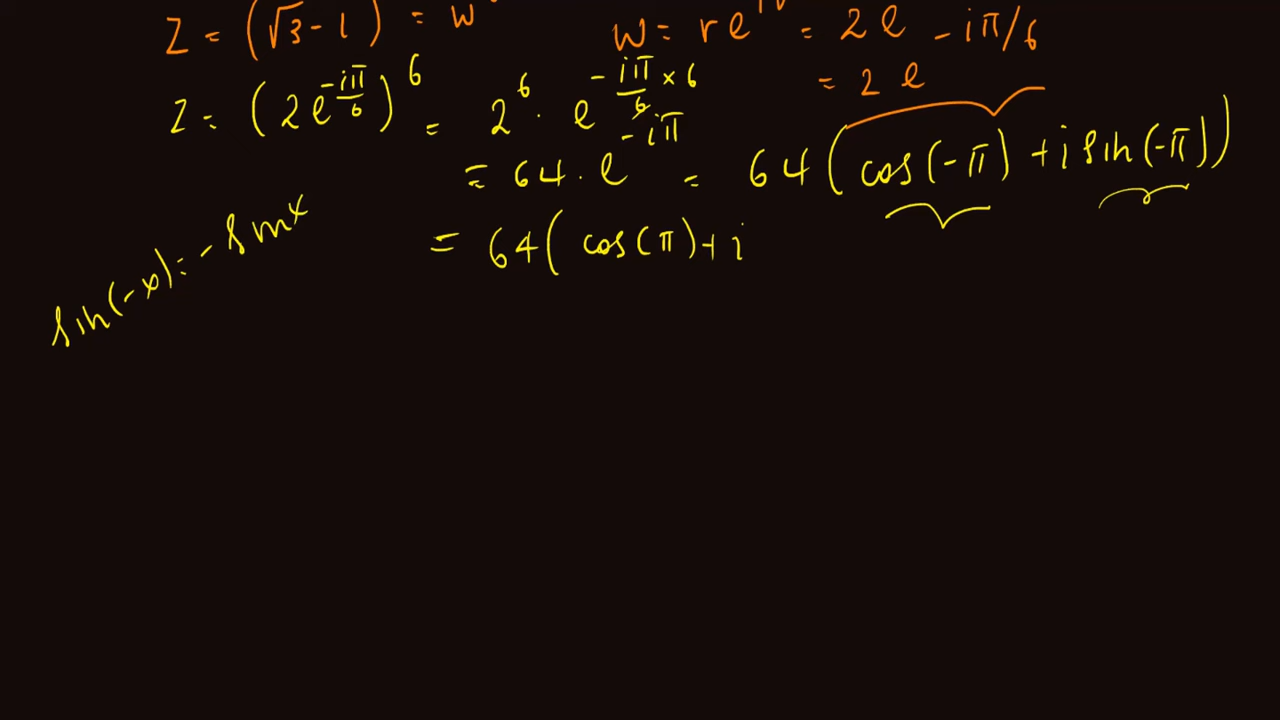 Z = (√3 - i) = w
w = re^iθ = 2e^-iπ/6
= 2e
Z = (2e^(-iπ/6))^6 = 2^6 · e^(-iπ/6 × 6)
= 64 · e^(-iπ) = 64 (cos(-π) + i sin(-π))
= 64 ( cos(π) + i
sin(-x) = - sin x